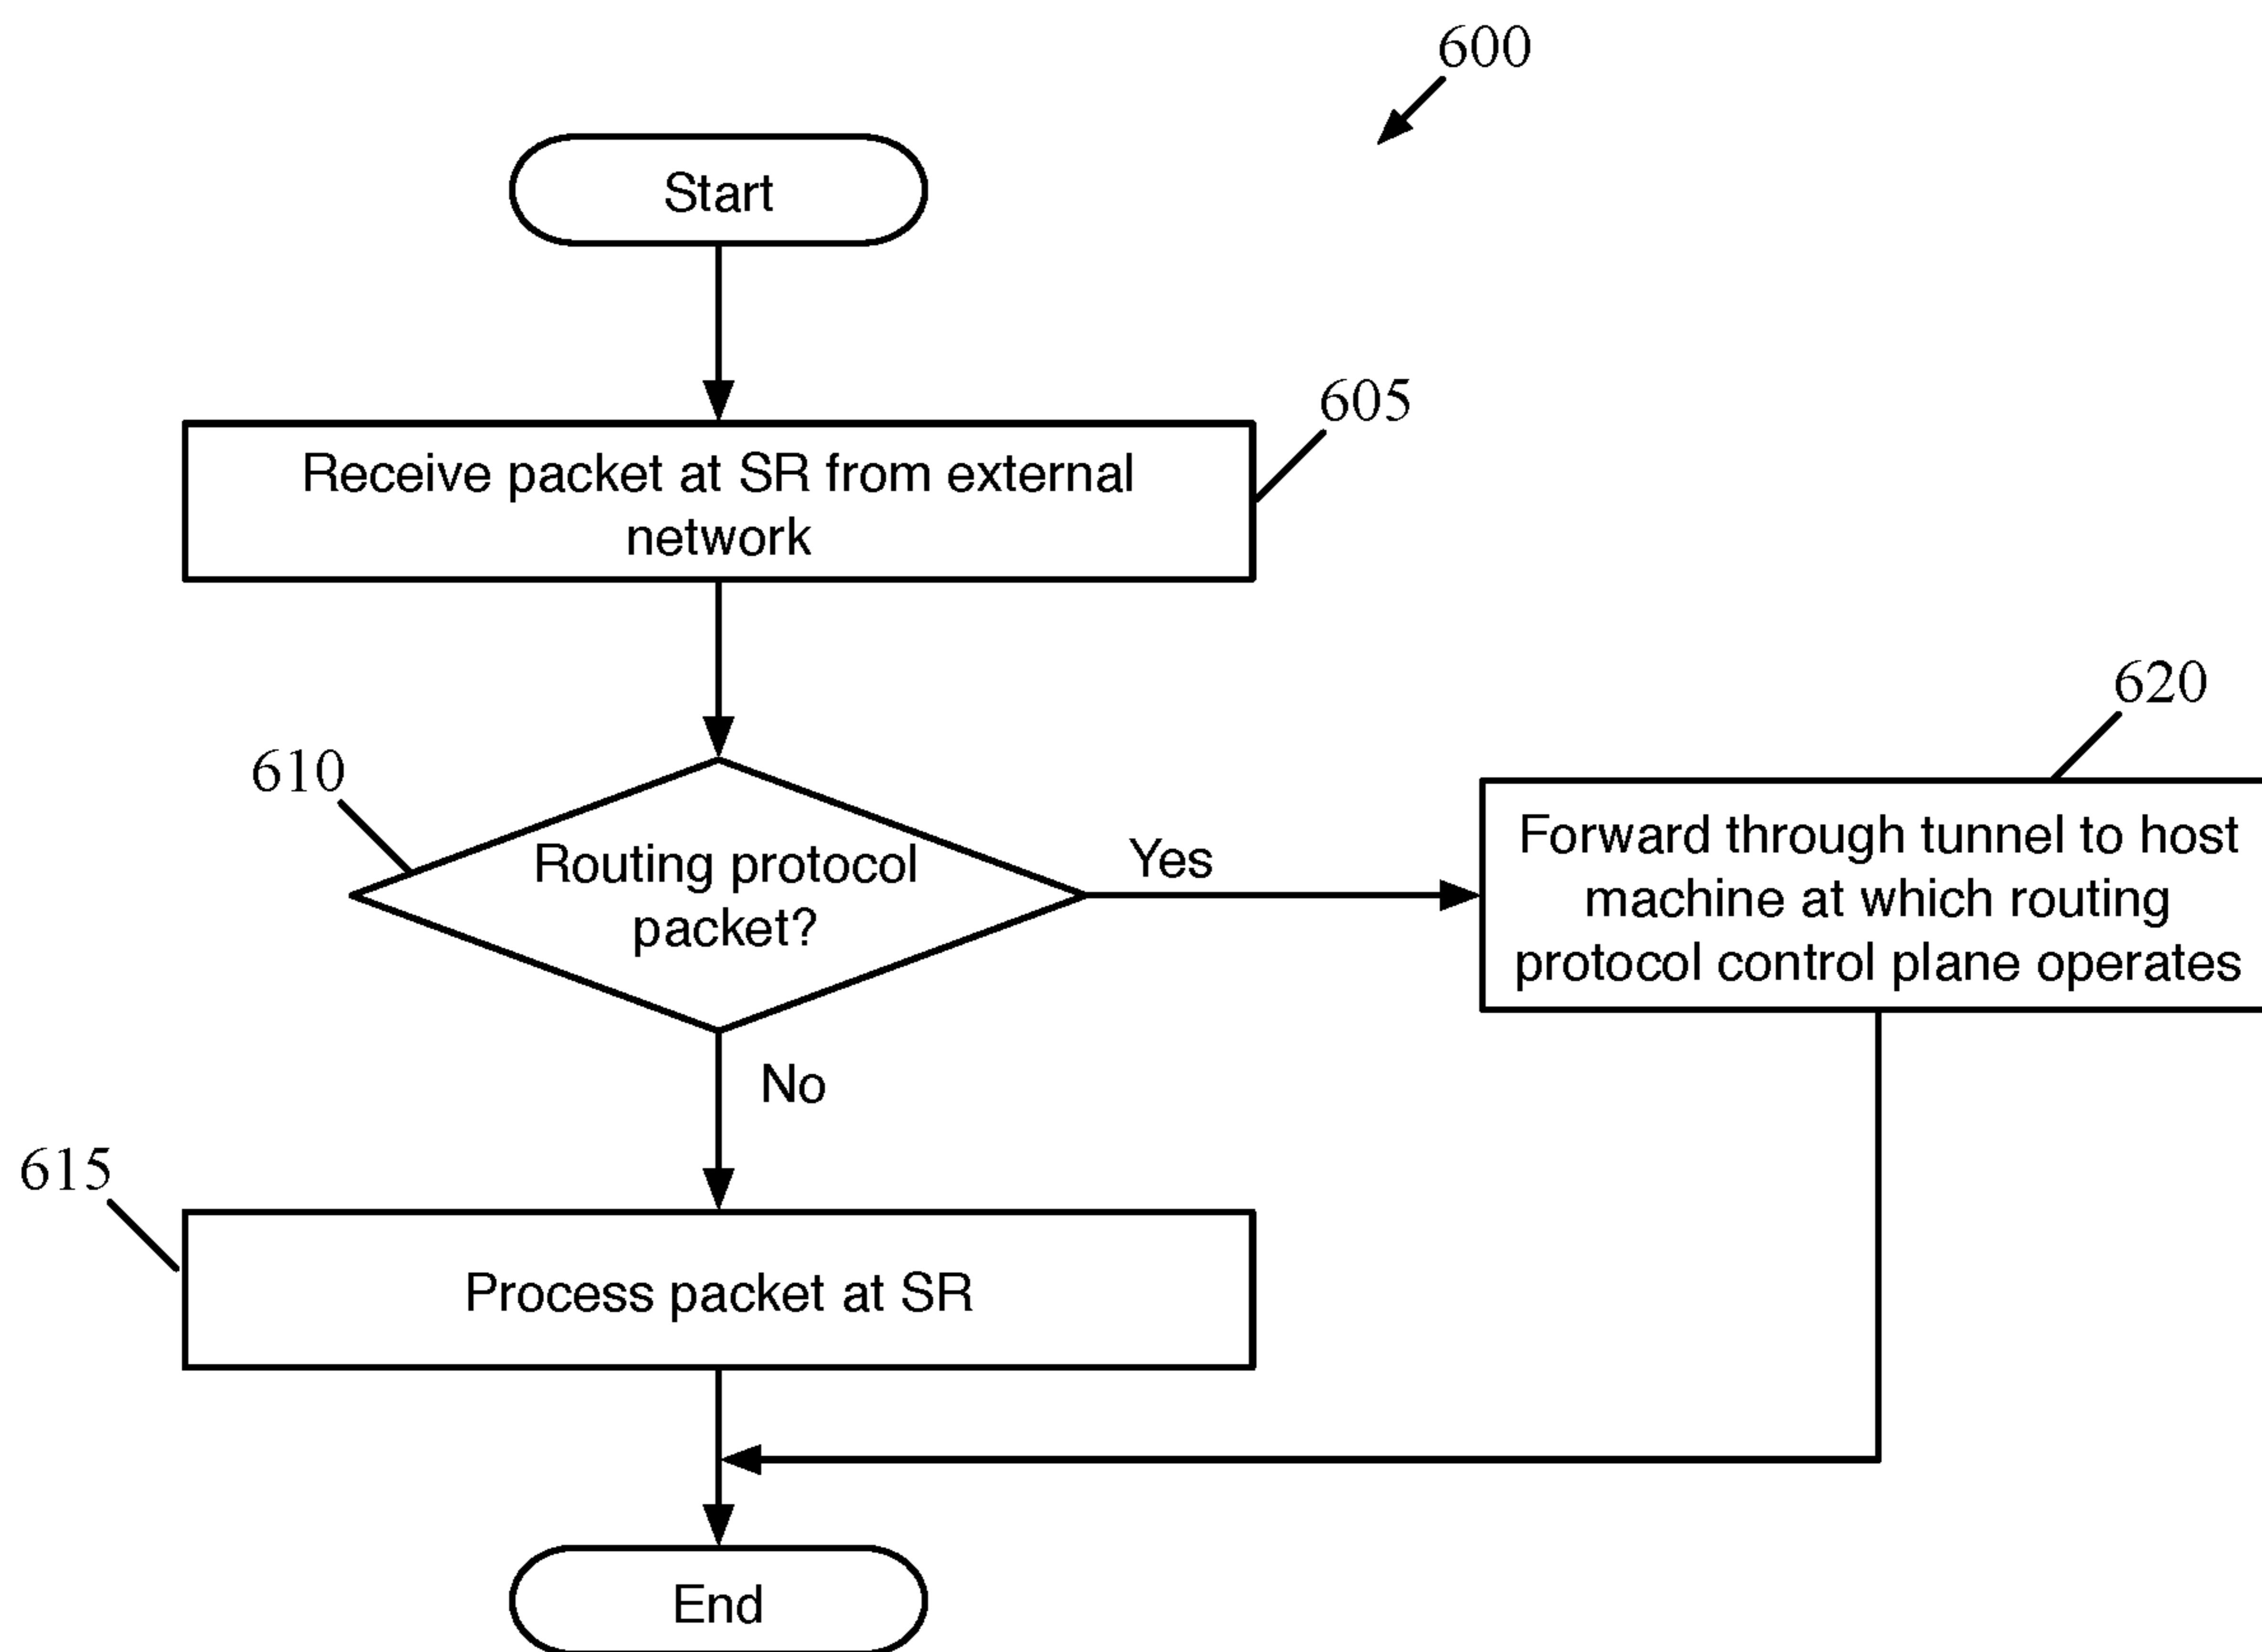 600
Start
605
Receive packet at SR from external
network
610
Routing protocol
packet?
Yes
620
Forward through tunnel to host
machine at which routing
protocol control plane operates
No
615
Process packet at SR
End